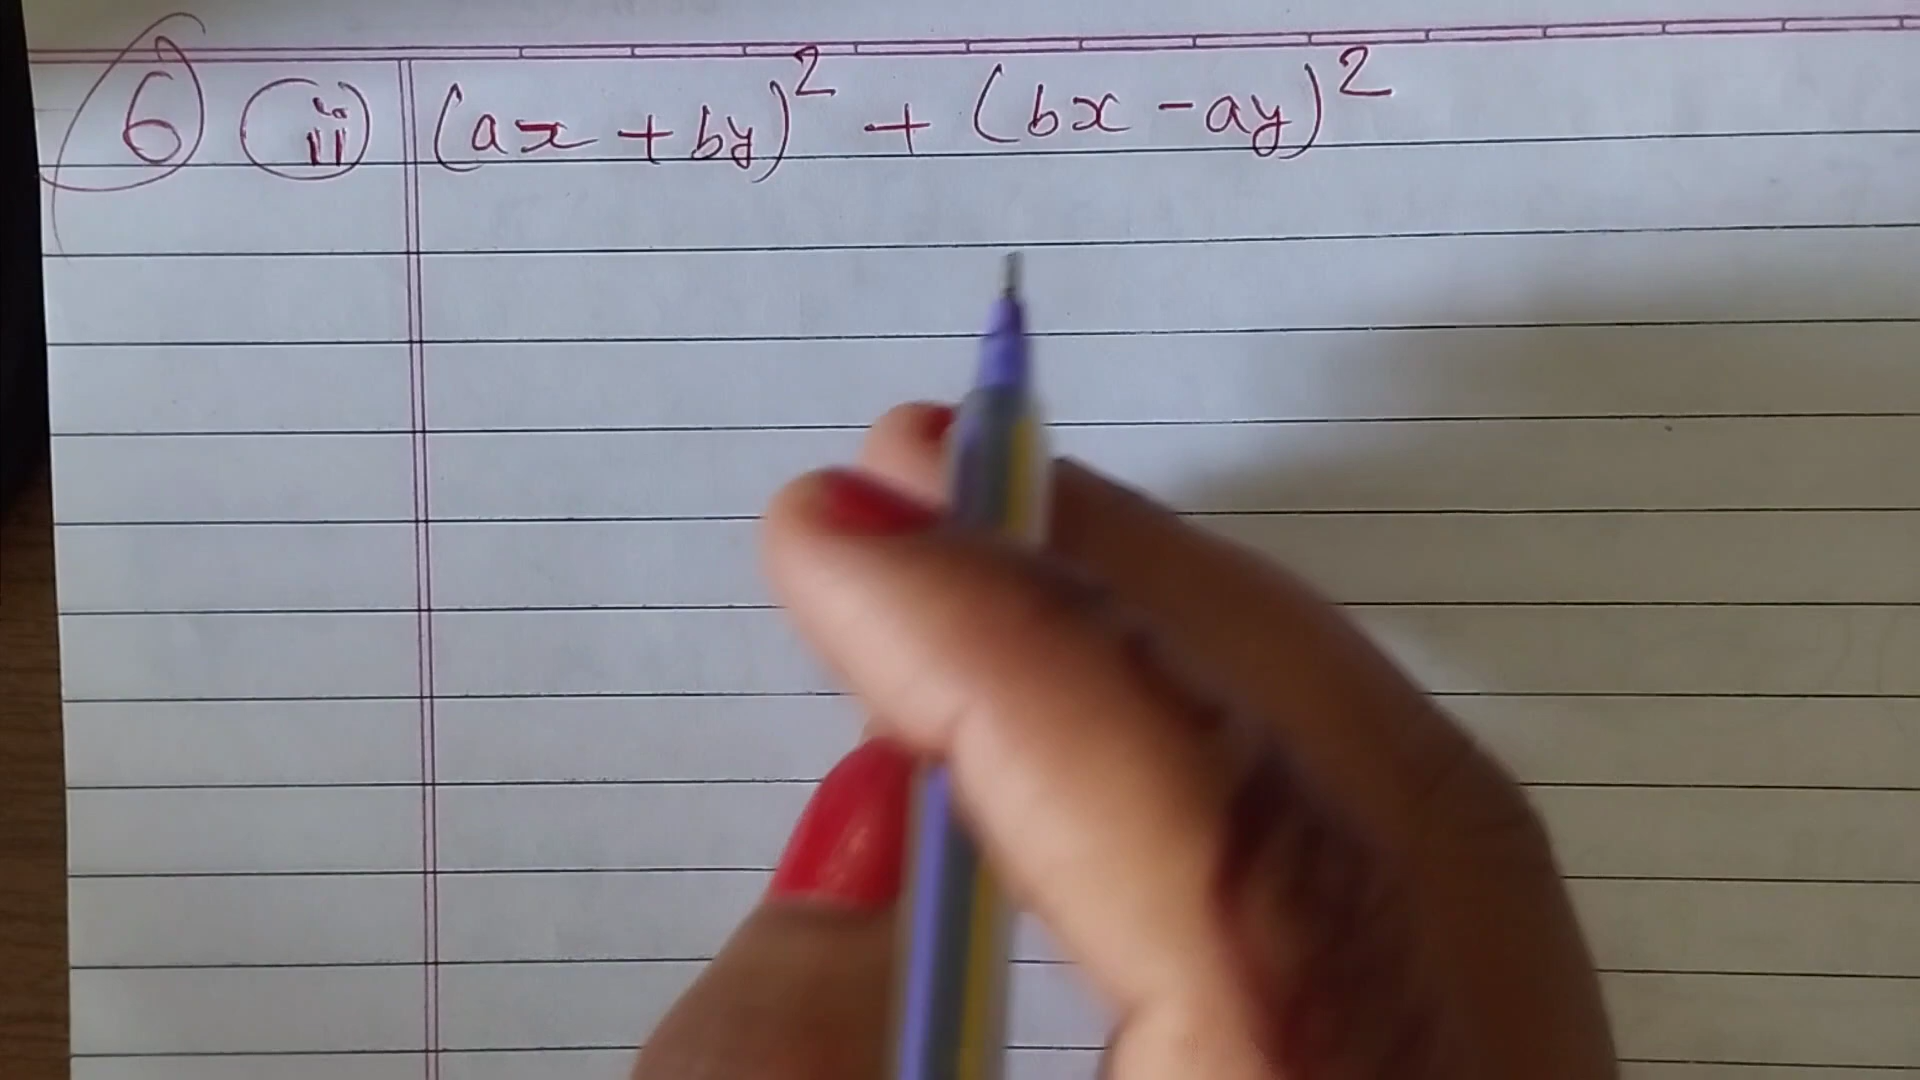 6 (ii) (ax + by)² + (bx - ay)²